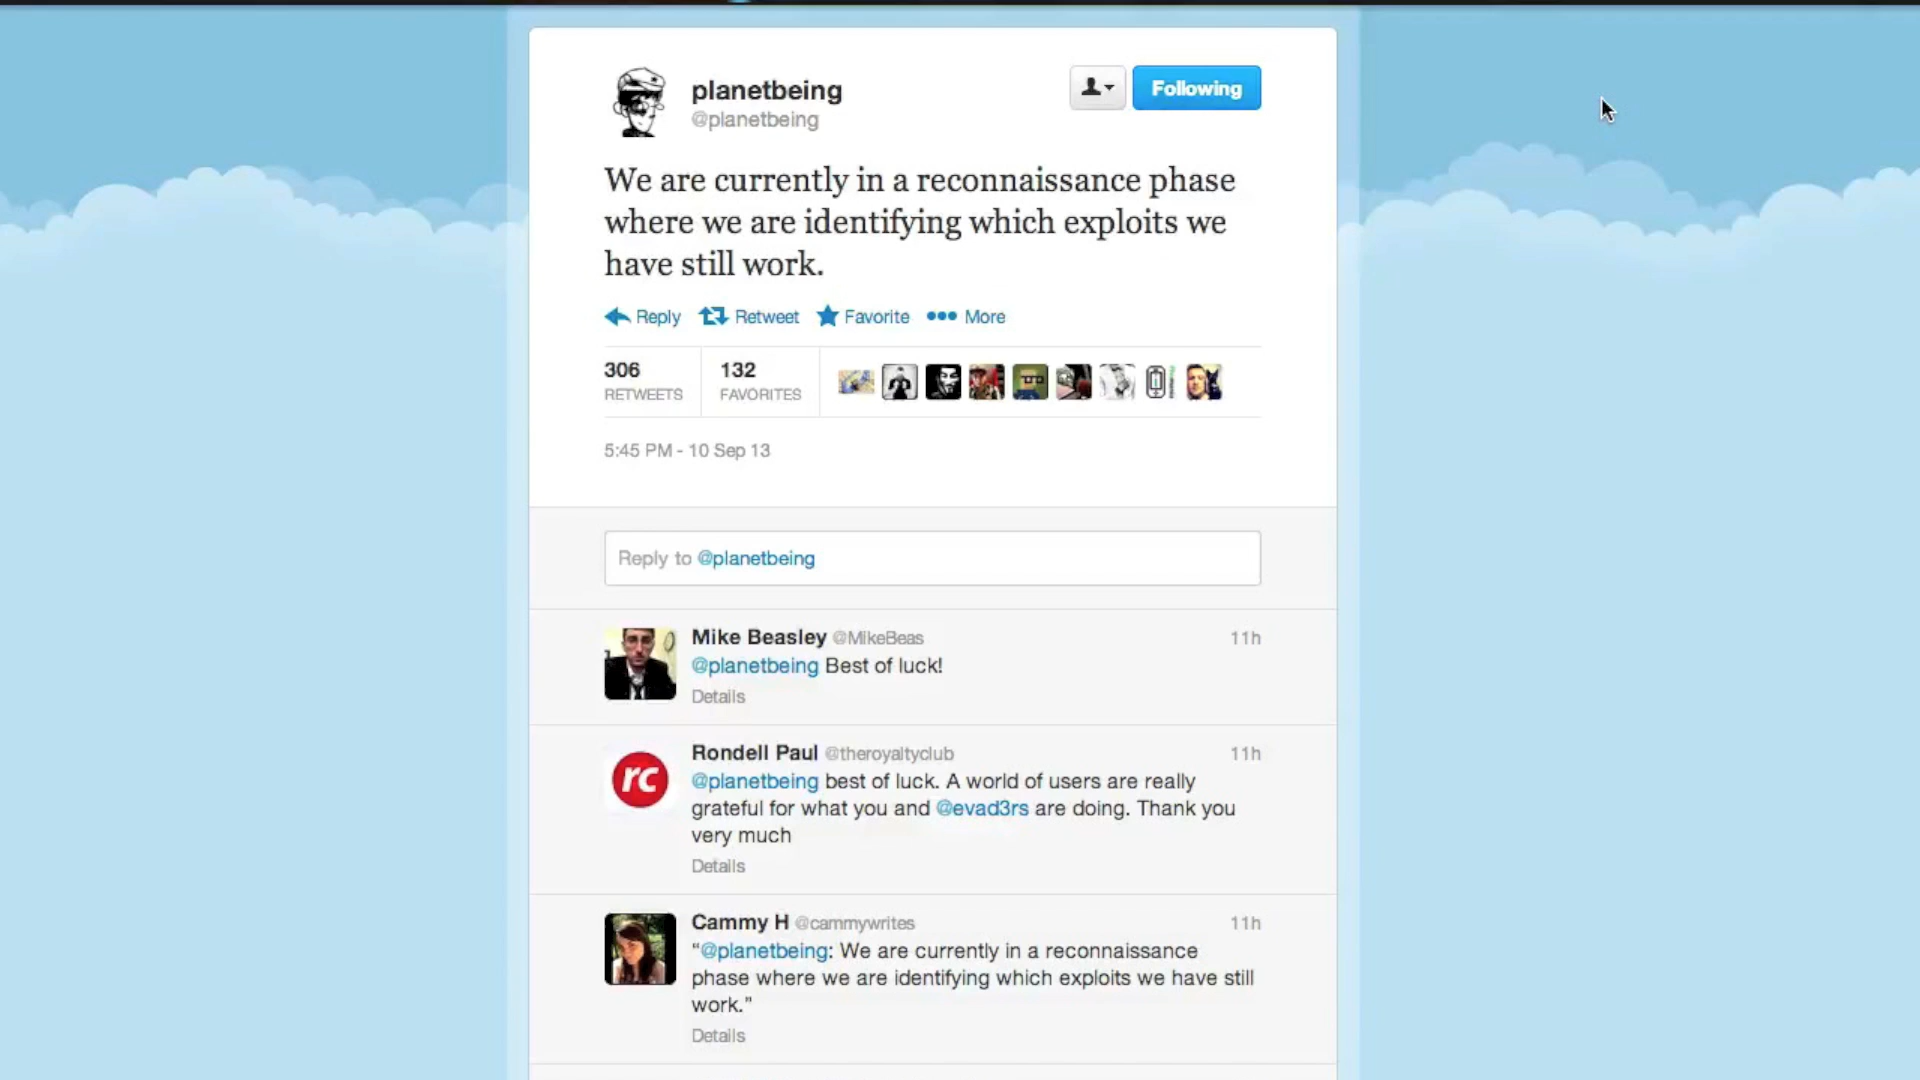 planetbeing
@planetbeing
Following
We are currently in a reconnaissance phase
where we are identifying which exploits we
have still work.
Reply Retweet Favorite More
306 132
RETWEETS FAVORITES
5:45 PM - 10 Sep 13
Reply to @planetbeing
Mike Beasley @MikeBeas 11h
@planetbeing Best of luck!
Details
rc
Rondell Paul @theroyaltyclub 11h
@planetbeing best of luck. A world of users are really
grateful for what you and @evad3rs are doing. Thank you
very much
Details
Cammy H @cammywrites 11h
“@planetbeing: We are currently in a reconnaissance
phase where we are identifying which exploits we have still
work.”
Details